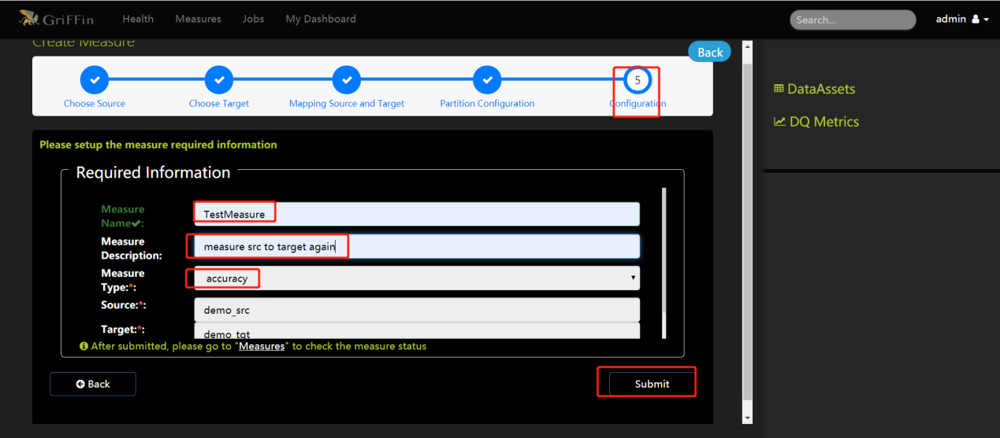 GriFFin Health Measures Jobs My Dashboard Search... admin
Create Measure
Back
5
Choose Source Choose Target Mapping Source and Target Partition Configuration Configuration
DataAssets
DQ Metrics
Please setup the measure required information
Required Information
Measure
Name:
TestMeasure
Measure
Description:
measure src to target again
Measure
Type:*:
accuracy
Source:*:
demo_src
Target:*:
demo_tgt
After submitted, please go to "Measures" to check the measure status
Back
Submit